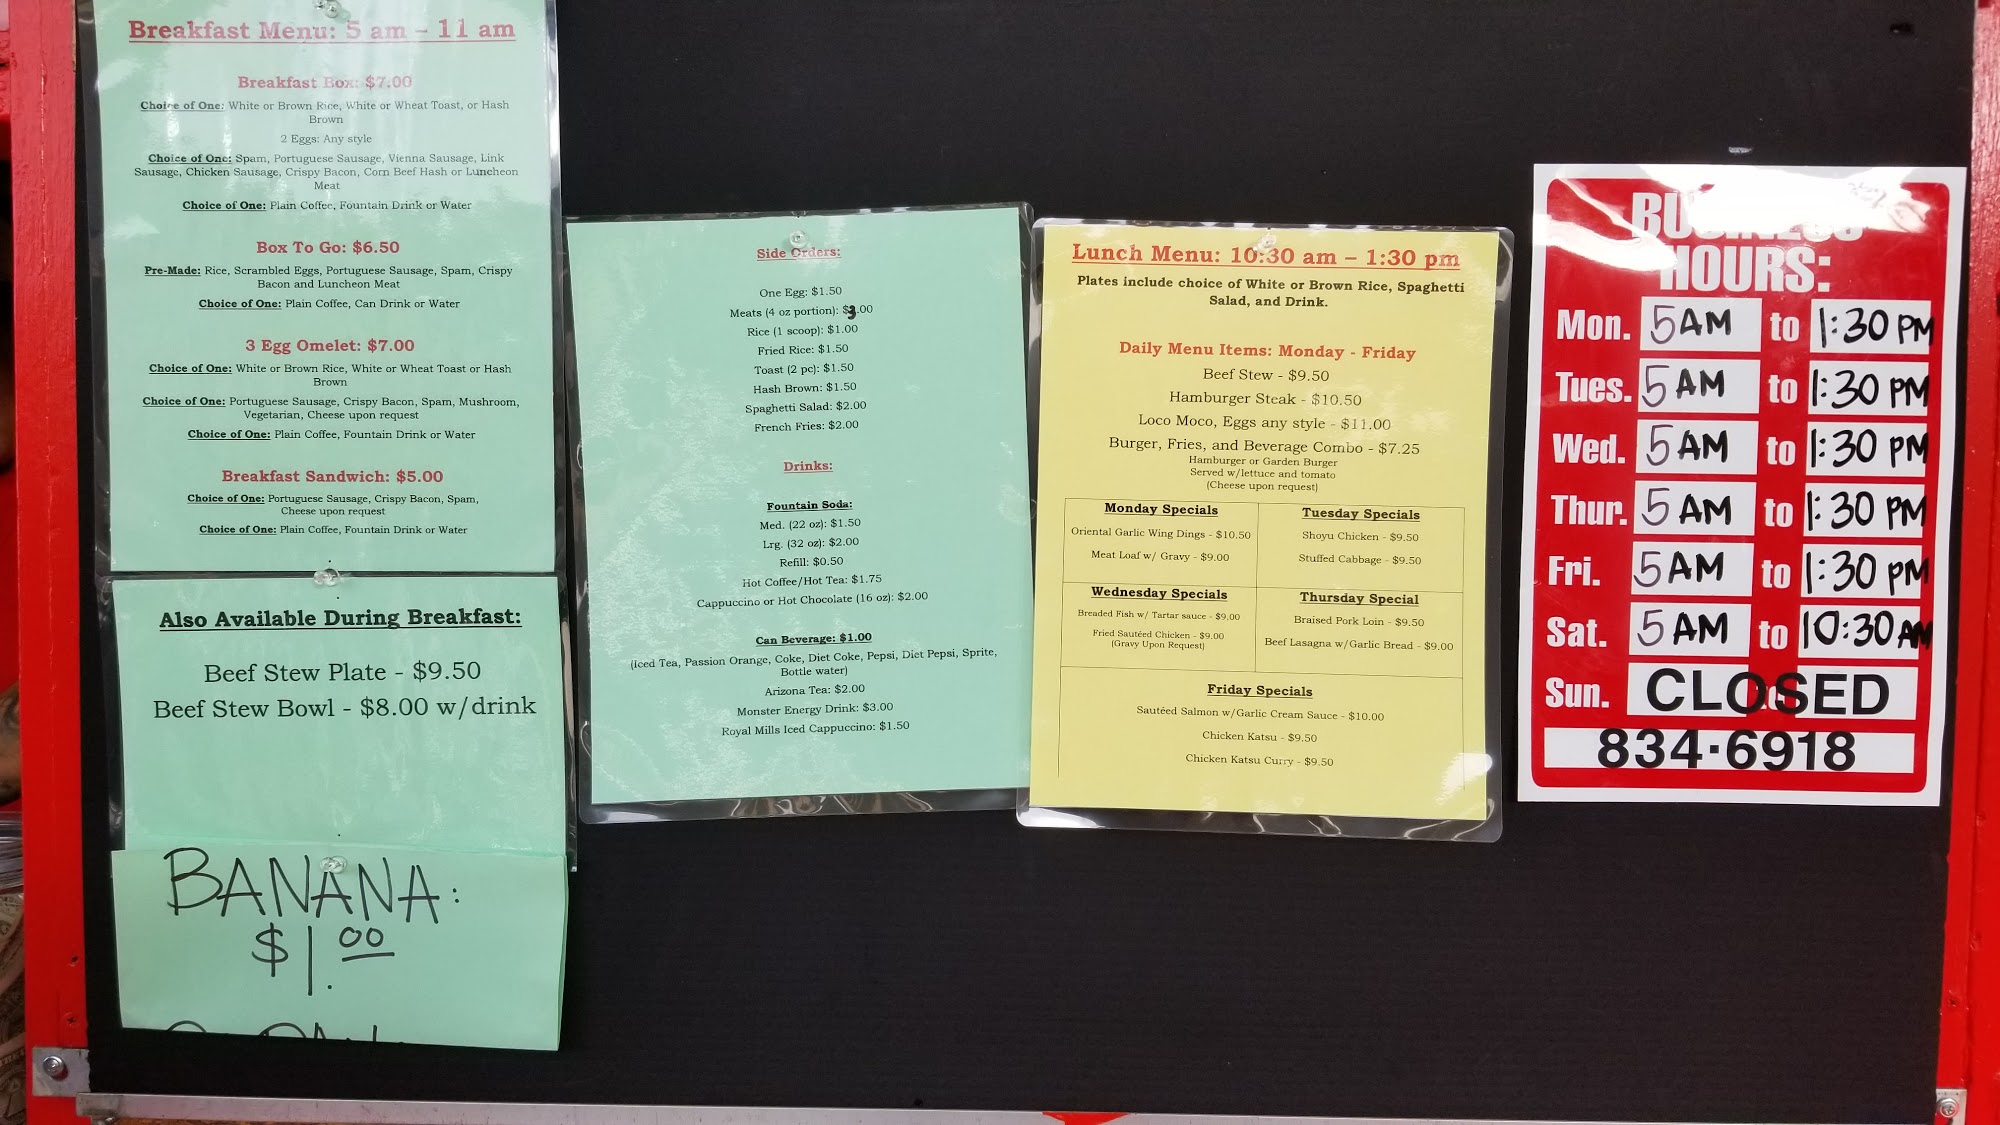 Breakfast Menu: 5 am – 11 am
Breakfast Box: $7.00
Choice of One: White or Brown Rice, White or Wheat Toast, or Hash
Brown
2 Eggs: Any style
Choice of One: Spam, Portuguese Sausage, Vienna Sausage, Link
Sausage, Chicken Sausage, Crispy Bacon, Corn Beef Hash or Luncheon
Meat
Choice of One: Plain Coffee, Fountain Drink or Water
Box To Go: $6.50
Pre-Made: Rice, Scrambled Eggs, Portuguese Sausage, Spam, Crispy
Bacon and Luncheon Meat
Choice of One: Plain Coffee, Can Drink or Water
3 Egg Omelet: $7.00
Choice of One: White or Brown Rice, White or Wheat Toast or Hash
Brown
Choice of One: Portuguese Sausage, Crispy Bacon, Spam, Mushroom,
Vegetarian, Cheese upon request
Choice of One: Plain Coffee, Fountain Drink or Water
Breakfast Sandwich: $5.00
Choice of One: Portuguese Sausage, Crispy Bacon, Spam,
Cheese upon request
Choice of One: Plain Coffee, Fountain Drink or Water
Also Available During Breakfast:
Beef Stew Plate - $9.50
Beef Stew Bowl - $8.00 w/drink
BANANA:
$1.00
Side Orders:
One Egg: $1.50
Meats (4 oz portion): $3.00
Rice (1 scoop): $1.00
Fried Rice: $1.50
Toast (2 pc): $1.50
Hash Brown: $1.50
Spaghetti Salad: $2.00
French Fries: $2.00
Drinks:
Fountain Soda:
Med. (22 oz): $1.50
Lrg. (32 oz): $2.00
Refill: $0.50
Hot Coffee/Hot Tea: $1.75
Cappuccino or Hot Chocolate (16 oz): $2.00
Can Beverage: $1.00
(Iced Tea, Passion Orange, Coke, Diet Coke, Pepsi, Diet Pepsi, Sprite,
Bottle water)
Arizona Tea: $2.00
Monster Energy Drink: $3.00
Royal Mills Iced Cappuccino: $1.50
Lunch Menu: 10:30 am – 1:30 pm
Plates include choice of White or Brown Rice, Spaghetti
Salad, and Drink.
Daily Menu Items: Monday - Friday
Beef Stew - $9.50
Hamburger Steak - $10.50
Loco Moco, Eggs any style - $11.00
Burger, Fries, and Beverage Combo - $7.25
Hamburger or Garden Burger
Served w/lettuce and tomato
(Cheese upon request)
Monday Specials
Oriental Garlic Wing Dings - $10.50
Meat Loaf w/ Gravy - $9.00
Tuesday Specials
Shoyu Chicken - $9.50
Stuffed Cabbage - $9.50
Wednesday Specials
Breaded Fish w/ Tartar sauce - $9.00
Fried Sautéed Chicken - $9.00
(Gravy Upon Request)
Thursday Special
Braised Pork Loin - $9.50
Beef Lasagna w/Garlic Bread - $9.00
Friday Specials
Sautéed Salmon w/Garlic Cream Sauce - $10.00
Chicken Katsu - $9.50
Chicken Katsu Curry - $9.50
BUSINESS
HOURS:
Mon. 5AM to 1:30 PM
Tues. 5AM to 1:30 PM
Wed. 5AM to 1:30 PM
Thur. 5AM to 1:30 PM
Fri. 5AM to 1:30 PM
Sat. 5AM to 10:30 AM
Sun. CLOSED
834·6918